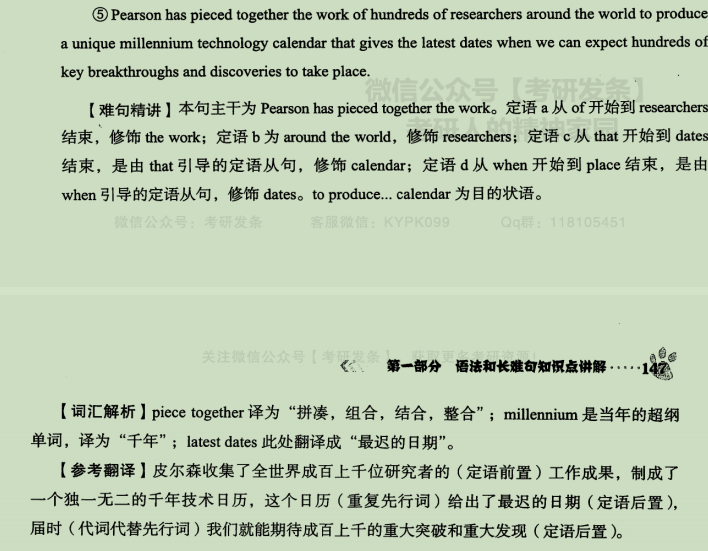 ⑤ Pearson has pieced together the work of hundreds of researchers around the world to produce
a unique millennium technology calendar that gives the latest dates when we can expect hundreds of
key breakthroughs and discoveries to take place.
微信公众号【考研发条】
【难句精讲】本句主干为 Pearson has pieced together the work。定语 a 从 of 开始到 researchers
考研人的精神家园
结束，修饰 the work；定语 b 为 around the world，修饰 researchers；定语 c 从 that 开始到 dates
结束，是由 that 引导的定语从句，修饰 calendar；定语 d 从 when 开始到 place 结束，是由
when 引导的定语从句，修饰 dates。to produce... calendar 为目的状语。
微信公众号：考研发条 客服微信：KYPK099 Qq群：118105451
关注微信公众号【考研发条】，获取更多考研资源！
第一部分 语法和长难句知识点讲解 ·····147
【词汇解析】piece together 译为“拼凑，组合，结合，整合”；millennium 是当年的超纲
单词，译为“千年”；latest dates 此处翻译成“最迟的日期”。
【参考翻译】皮尔森收集了全世界成百上千位研究者的（定语前置）工作成果，制成了
一个独一无二的千年技术日历，这个日历（重复先行词）给出了最迟的日期（定语后置），
届时（代词代替先行词）我们就能期待成百上千的重大突破和重大发现（定语后置）。